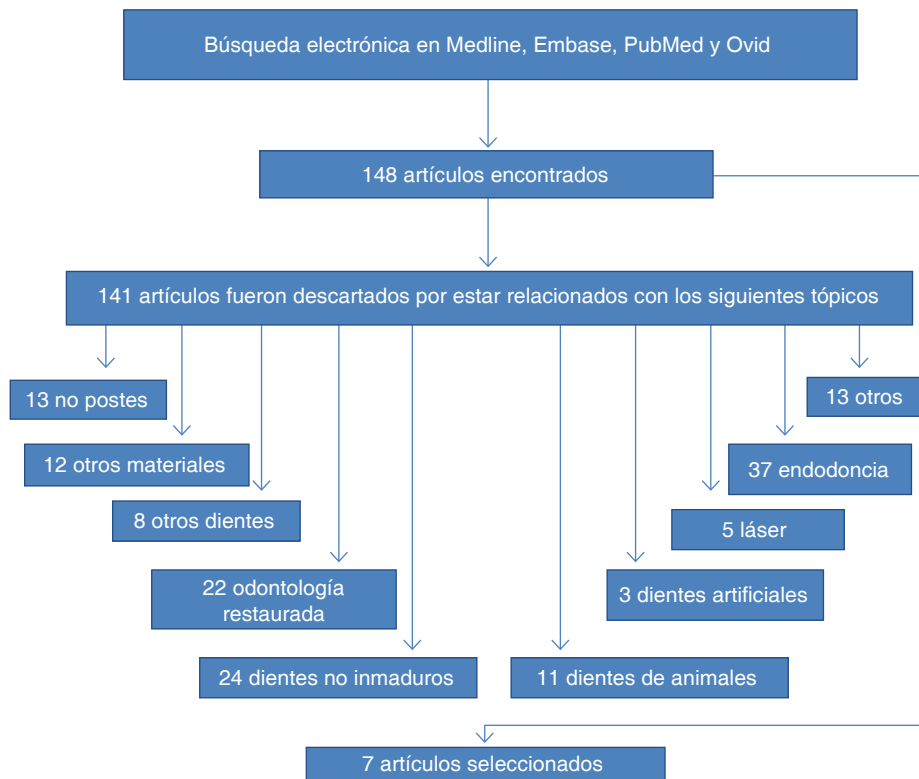 Búsqueda electrónica en Medline, Embase, PubMed y Ovid
148 artículos encontrados
141 artículos fueron descartados por estar relacionados con los siguientes tópicos
13 no postes
13 otros
12 otros materiales
37 endodoncia
8 otros dientes
5 láser
22 odontología
restaurada
3 dientes artificiales
24 dientes no inmaduros
11 dientes de animales
7 artículos seleccionados